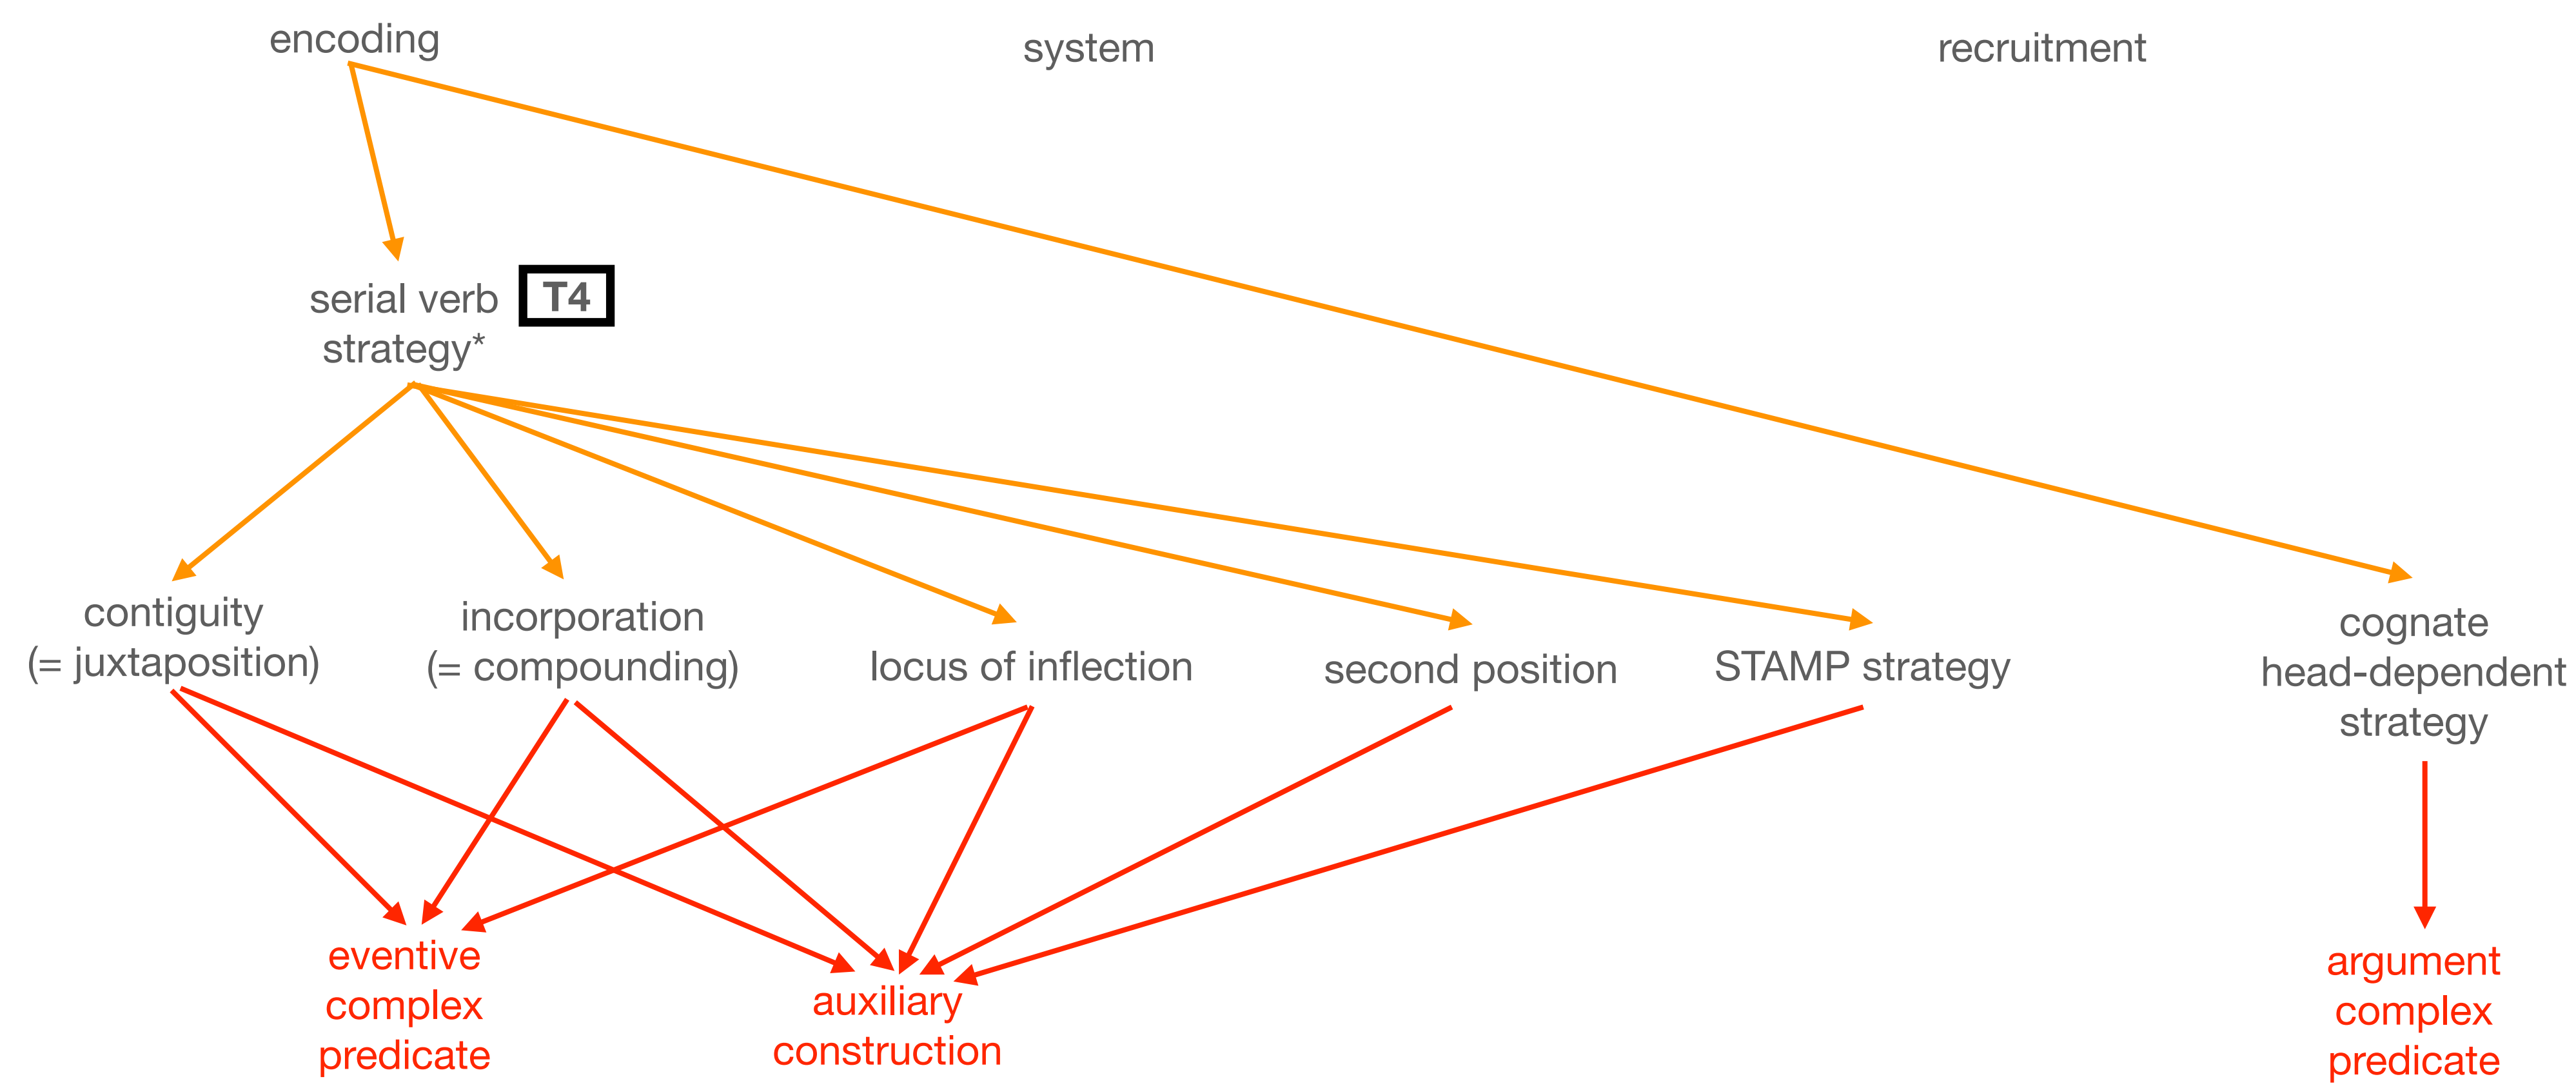 encoding
system
recruitment
serial verb
strategy*
T4
contiguity
(= juxtaposition)
incorporation
(= compounding)
locus of inflection
second position
STAMP strategy
cognate
head-dependent
strategy
eventive
complex
predicate
auxiliary
construction
argument
complex
predicate